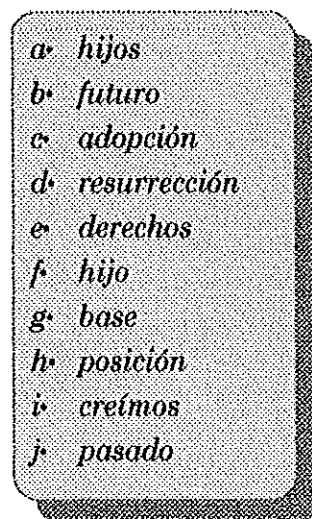 a· hijos
b· futuro
c· adopción
d· resurrección
e· derechos
f· hijo
g· base
h· posición
i· creímos
j· pasado